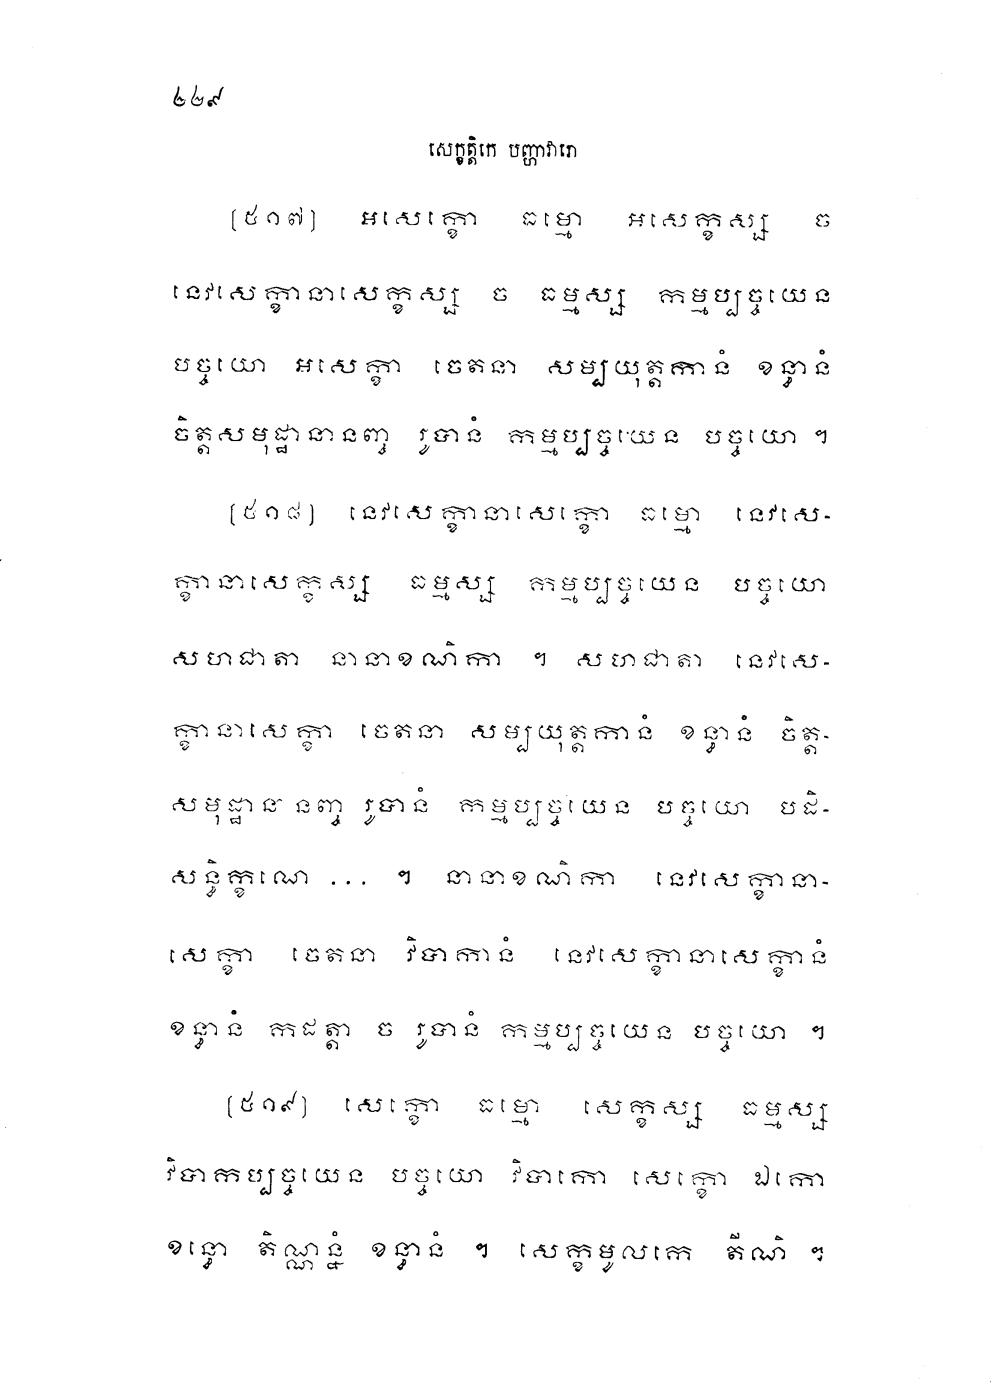 ២២៩
សេក្ខត្តិកេ បញ្ហាវារោ
(៥១៧) អសេក្ខោ ធម្មោ អសេក្ខស្ស ច
នេវសេក្ខានាសេក្ខស្ស ច ធម្មស្ស កម្មប្បច្ចយេន
បច្ចយោ អសេក្ខា ចេតនា សម្បយុត្តកានំ ខន្ធានំ
ចិត្តសមុដ្ឋានានញ្ច រូបានំ កម្មប្បច្ចយេន បច្ចយោ ។
(៥១៨) នេវសេក្ខានាសេក្ខោ ធម្មោ នេវសេ-
ក្ខានាសេក្ខស្ស ធម្មស្ស កម្មប្បច្ចយេន បច្ចយោ
សហជាតា នានាខណិកា ។ សហជាតា នេវសេ-
ក្ខានាសេក្ខា ចេតនា សម្បយុត្តកានំ ខន្ធានំ ចិត្ត-
សមុដ្ឋានានញ្ច រូបានំ កម្មប្បច្ចយេន បច្ចយោ បដិ-
សន្ធិក្ខណេ ... ។ នានាខណិកា នេវសេក្ខានា-
សេក្ខា ចេតនា វិបាកានំ នេវសេក្ខានាសេក្ខានំ
ខន្ធានំ កដត្តា ច រូបានំ កម្មប្បច្ចយេន បច្ចយោ ។
(៥១៩) សេក្ខោ ធម្មោ សេក្ខស្ស ធម្មស្ស
វិបាកប្បច្ចយេន បច្ចយោ វិបាកោ សេក្ខោ ឯកោ
ខន្ធោ តិណ្ណន្នំ ខន្ធានំ ។ សេក្ខមូលកេ តីណិ ។